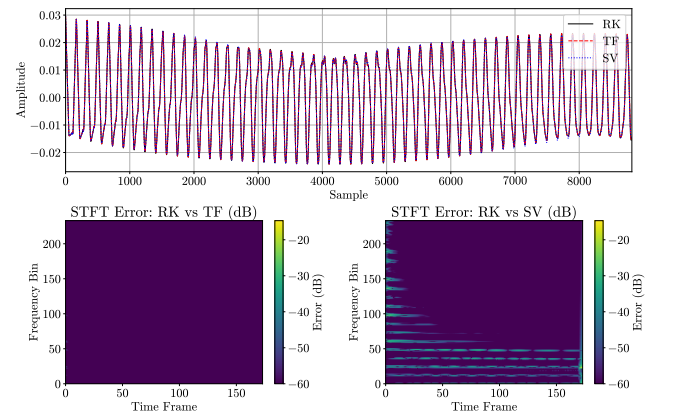 0.03
0.02
0.01
0.00
−0.01
−0.02
Amplitude
RK
TF
SV
0 1000 2000 3000 4000 5000 6000 7000 8000
Sample
STFT Error: RK vs TF (dB)
200
150
100
50
0
Frequency Bin
0 50 100 150
Time Frame
−20
−30
−40
−50
−60
Error (dB)
STFT Error: RK vs SV (dB)
200
150
100
50
0
Frequency Bin
0 50 100 150
Time Frame
−20
−30
−40
−50
−60
Error (dB)